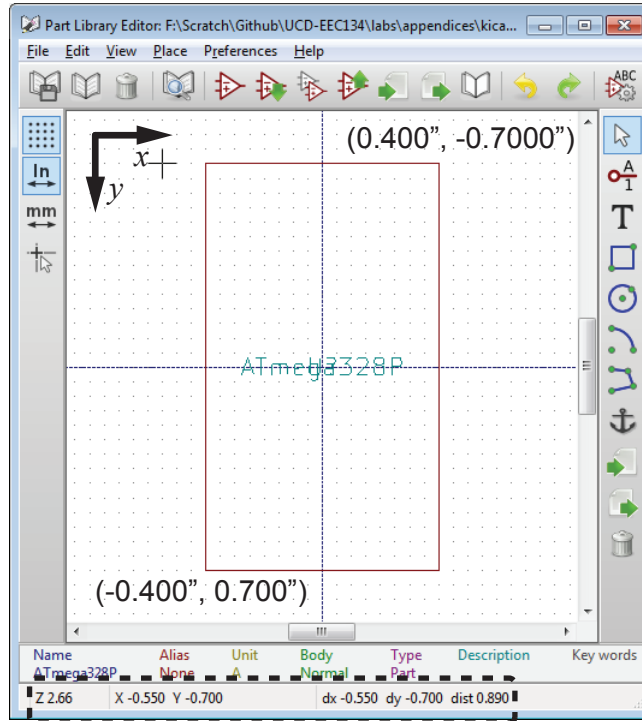 Part Library Editor: F:\Scratch\Github\UCD-EEC134\labs\appendices\kica...
File Edit View Place Preferences Help
ABC
(0.400”, -0.7000”)
x
y
In
mm
A
1
T
ATmega328P
(-0.400”, 0.700”)
Name Alias Unit Body Type Description Key words
ATmega328P None A Normal Part
Z 2.66 X -0.550 Y -0.700 dx -0.550 dy -0.700 dist 0.890